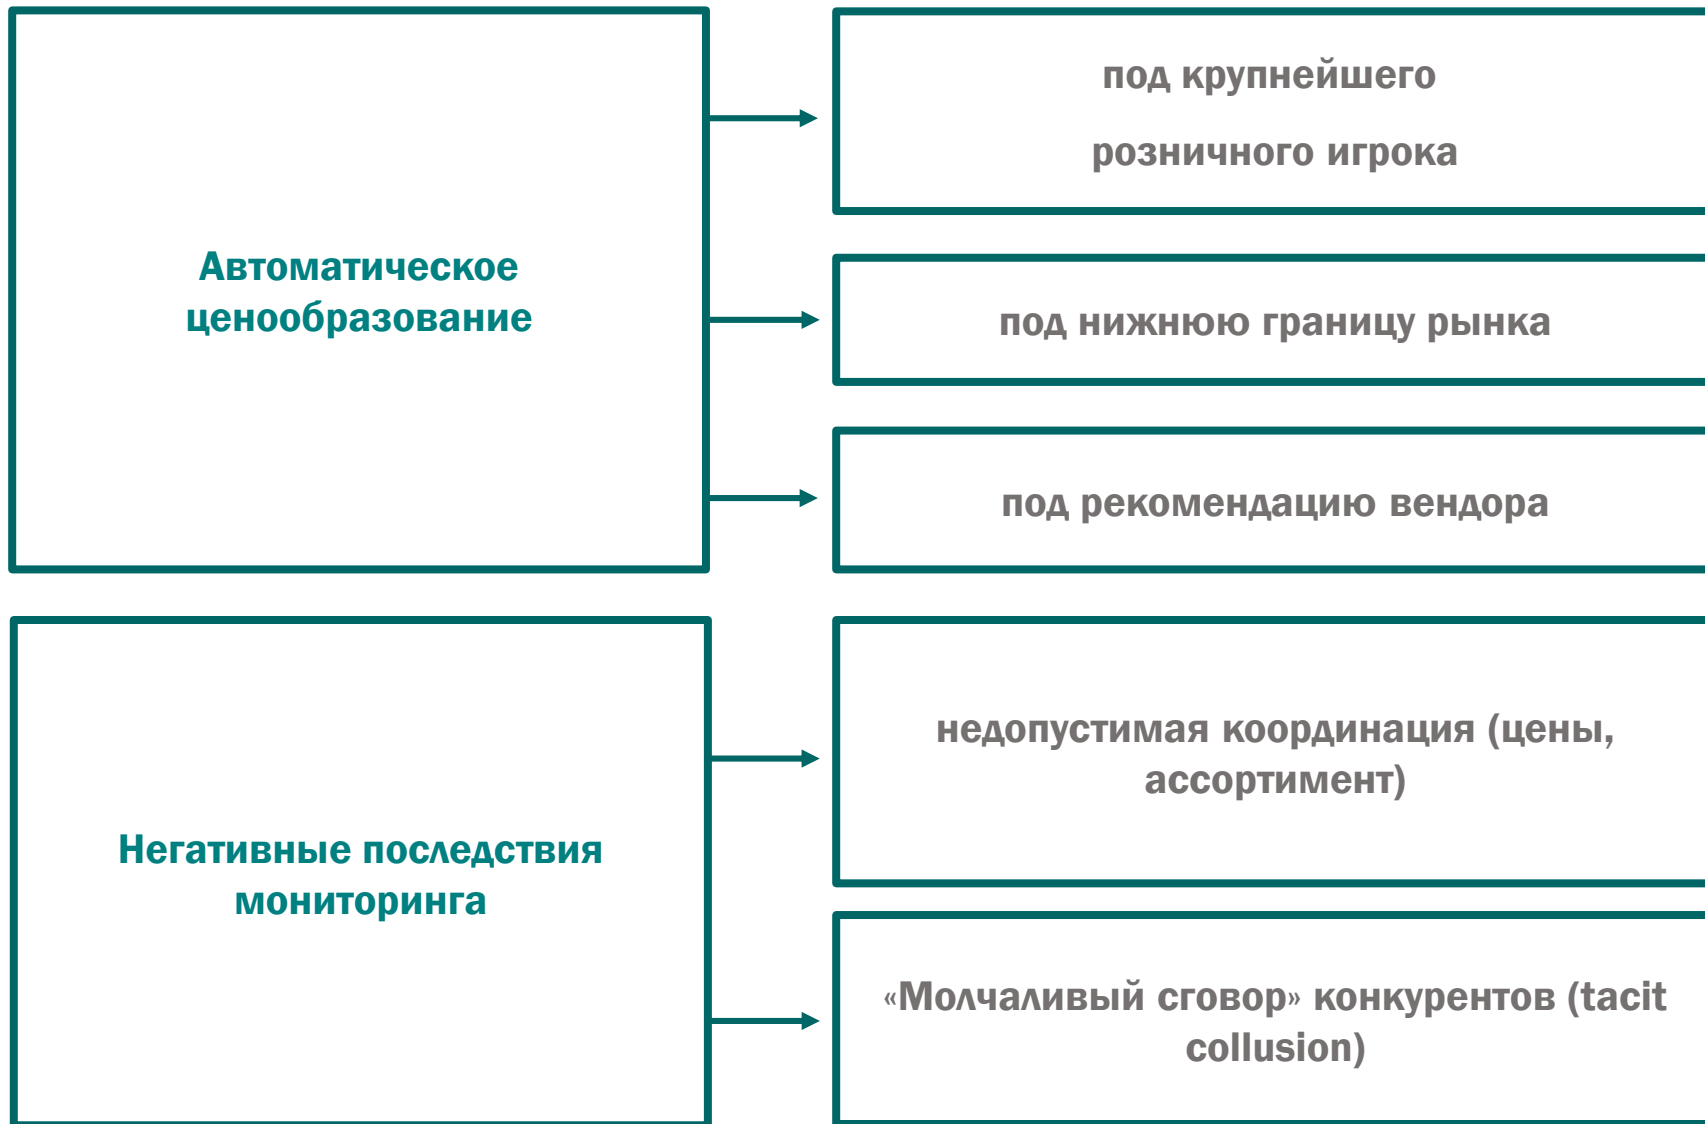 Автоматическое
ценообразование
под крупнейшего
розничного игрока
под нижнюю границу рынка
под рекомендацию вендора
Негативные последствия
мониторинга
недопустимая координация (цены,
ассортимент)
«Молчаливый сговор» конкурентов (tacit
collusion)